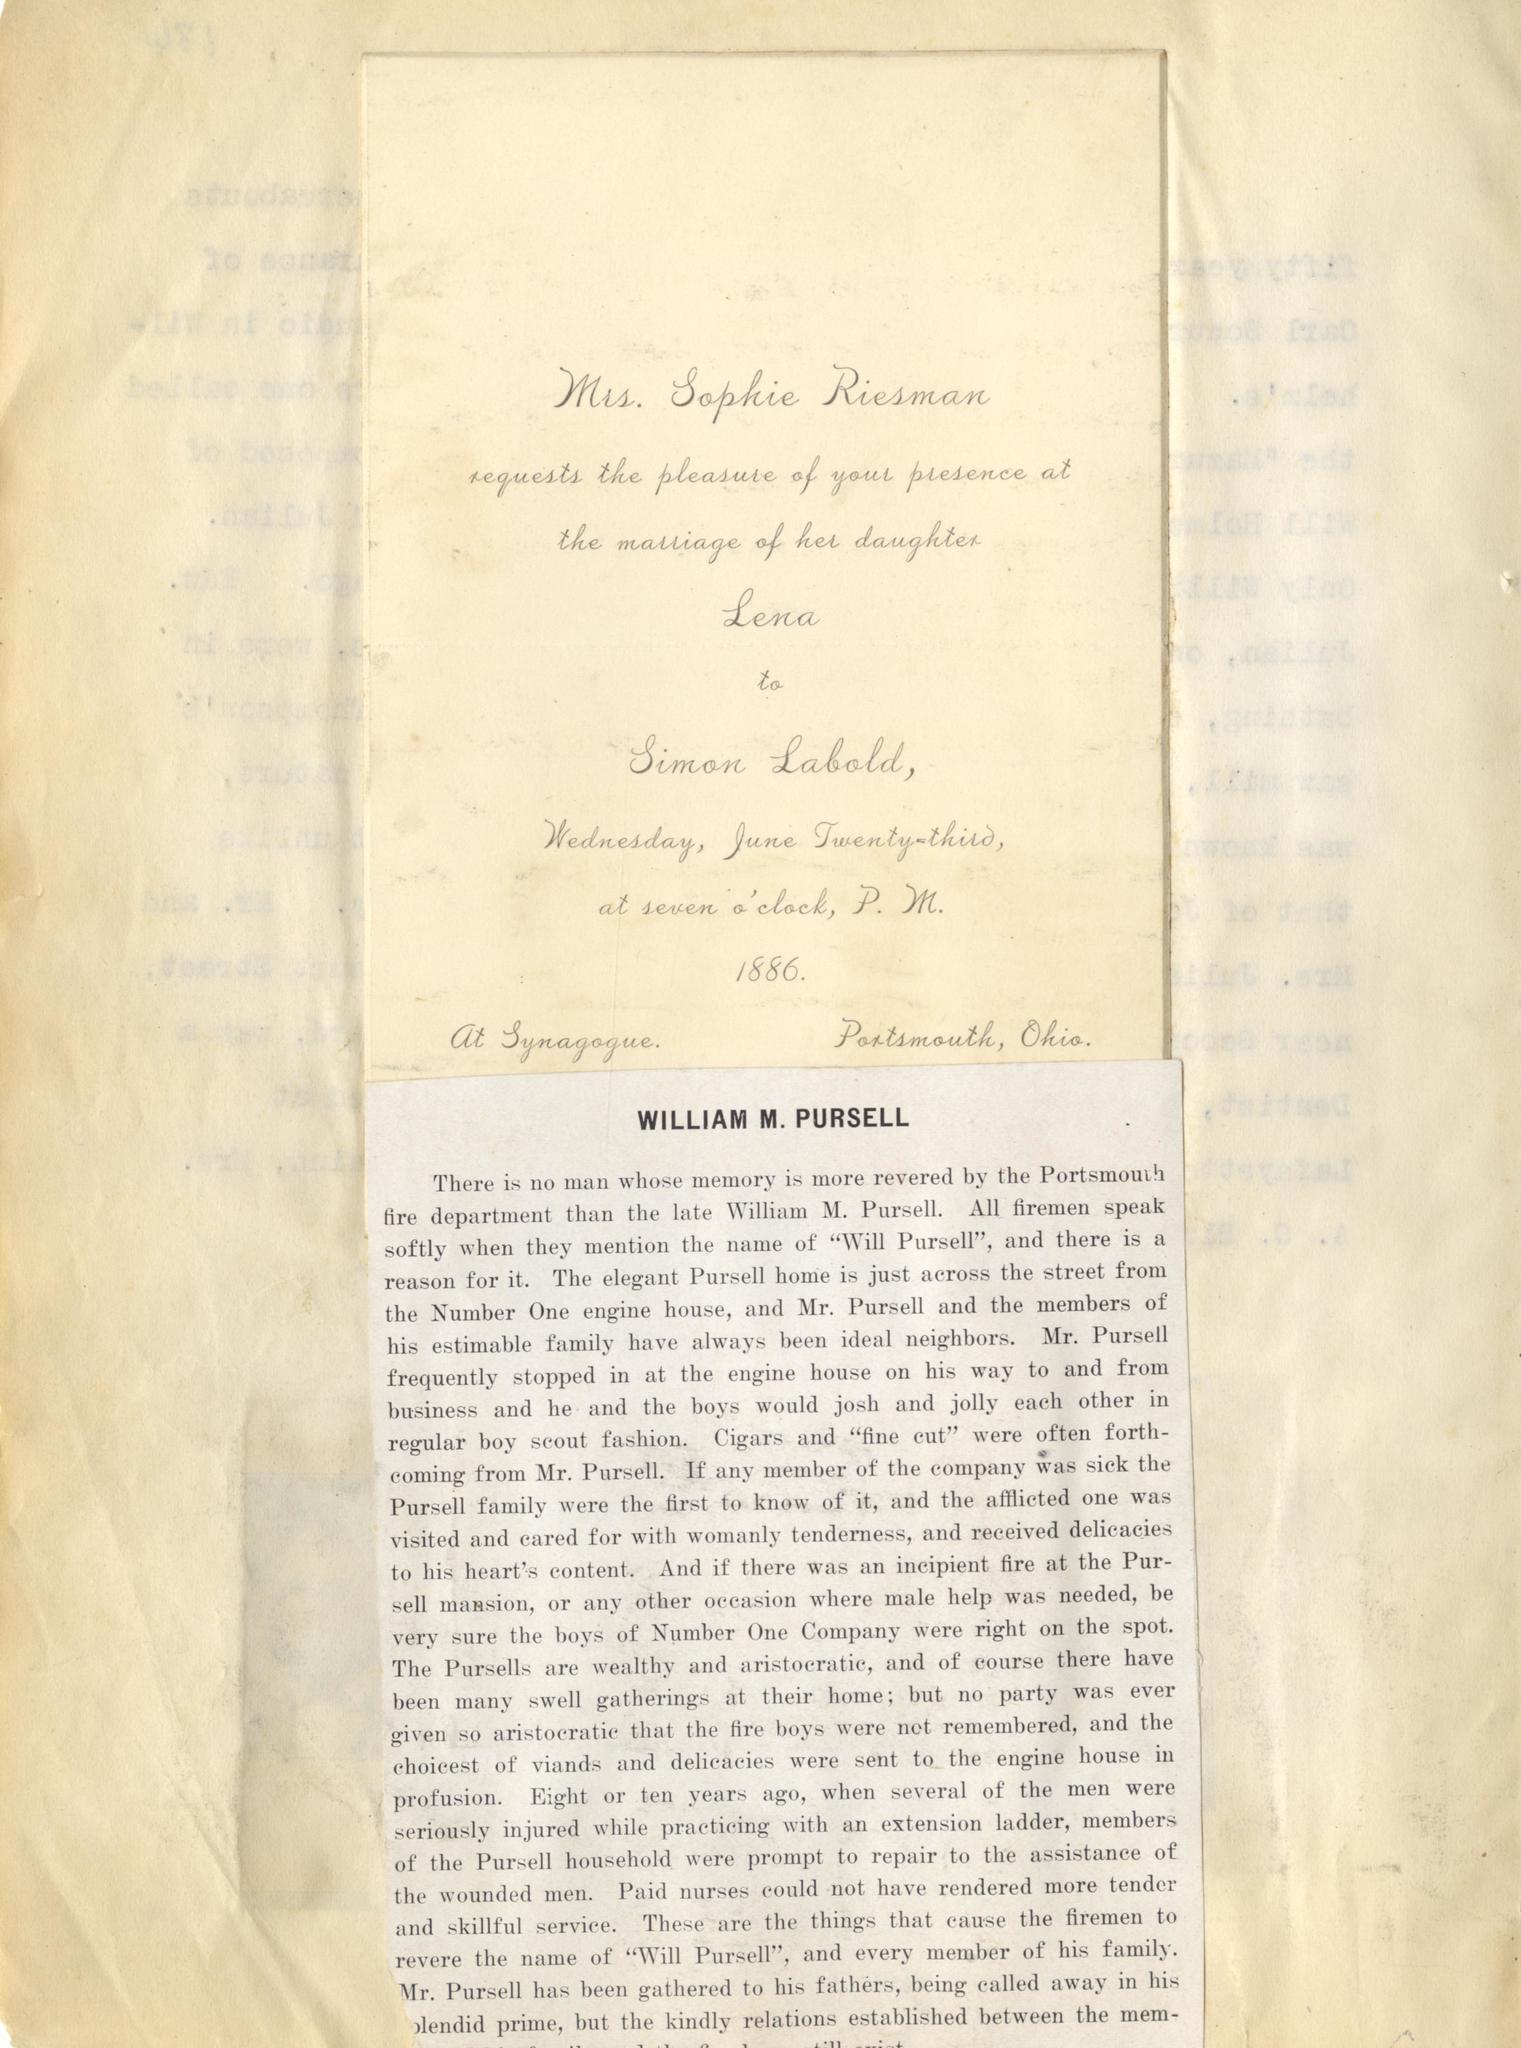 Mrs. Sophie Riesman
requests the pleasure of your presence at
the marriage of her daughter
Lena
to
Simon Labold,
Wednesday, June Twenty=third,
at seven o'clock, P. M.
1886.
At Synagogue. Portsmouth, Ohio.
WILLIAM M. PURSELL
There is no man whose memory is more revered by the Portsmouth
fire department than the late William M. Pursell. All firemen speak
softly when they mention the name of “Will Pursell”, and there is a
reason for it. The elegant Pursell home is just across the street from
the Number One engine house, and Mr. Pursell and the members of
his estimable family have always been ideal neighbors. Mr. Pursell
frequently stopped in at the engine house on his way to and from
business and he and the boys would josh and jolly each other in
regular boy scout fashion. Cigars and “fine cut” were often forth-
coming from Mr. Pursell. If any member of the company was sick the
Pursell family were the first to know of it, and the afflicted one was
visited and cared for with womanly tenderness, and received delicacies
to his heart's content. And if there was an incipient fire at the Pur-
sell mansion, or any other occasion where male help was needed, be
very sure the boys of Number One Company were right on the spot.
The Pursells are wealthy and aristocratic, and of course there have
been many swell gatherings at their home; but no party was ever
given so aristocratic that the fire boys were not remembered, and the
choicest of viands and delicacies were sent to the engine house in
profusion. Eight or ten years ago, when several of the men were
seriously injured while practicing with an extension ladder, members
of the Pursell household were prompt to repair to the assistance of
the wounded men. Paid nurses could not have rendered more tender
and skillful service. These are the things that cause the firemen to
revere the name of “Will Pursell”, and every member of his family.
Mr. Pursell has been gathered to his fathers, being called away in his
plendid prime, but the kindly relations established between the mem-
still exist